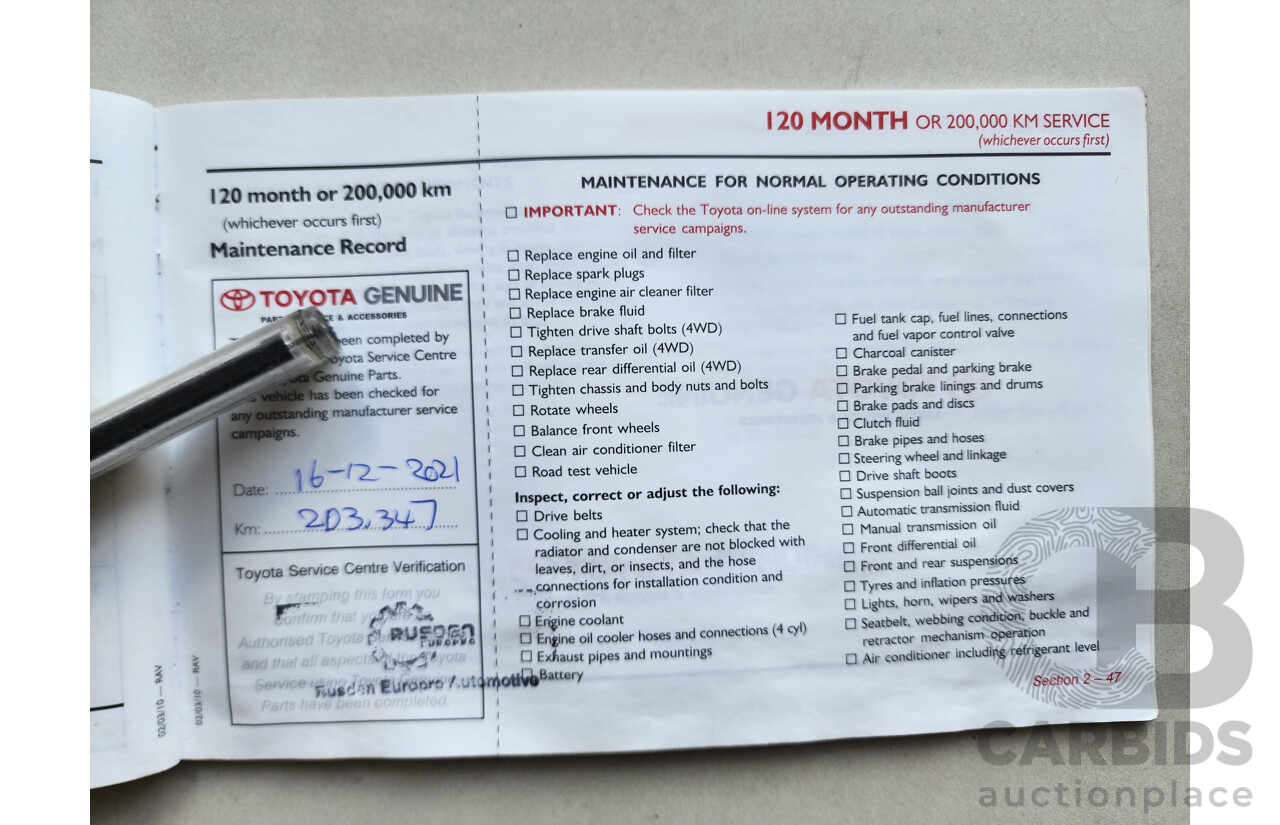 120 MONTH OR 200,000 KM SERVICE
(whichever occurs first)
120 month or 200,000 km
(whichever occurs first)
Maintenance Record
TOYOTA GENUINE
& ACCESSORIES
been completed by
Toyota Service Centre
Genuine Parts.
vehicle has been checked for
any outstanding manufacturer service
campaigns.
Date: 16-12-2021
Km: 203,347
Toyota Service Centre Verification
By stamping this form you
confirm that
Authorised Toyota
and that all aspects of the Toyota
Service using
Parts have been completed.
RUSDEN
EUROPRO
Rusden Europro Automotive
02/03/10 — RAV
02/03/10 — RAV
MAINTENANCE FOR NORMAL OPERATING CONDITIONS
IMPORTANT: Check the Toyota on-line system for any outstanding manufacturer
service campaigns.
Replace engine oil and filter
Replace spark plugs
Replace engine air cleaner filter
Replace brake fluid
Tighten drive shaft bolts (4WD)
Replace transfer oil (4WD)
Replace rear differential oil (4WD)
Tighten chassis and body nuts and bolts
Rotate wheels
Balance front wheels
Clean air conditioner filter
Road test vehicle
Inspect, correct or adjust the following:
Drive belts
Cooling and heater system; check that the
radiator and condenser are not blocked with
leaves, dirt, or insects, and the hose
connections for installation condition and
corrosion
Engine coolant
Engine oil cooler hoses and connections (4 cyl)
Exhaust pipes and mountings
Battery
Fuel tank cap, fuel lines, connections
and fuel vapor control valve
Charcoal canister
Brake pedal and parking brake
Parking brake linings and drums
Brake pads and discs
Clutch fluid
Brake pipes and hoses
Steering wheel and linkage
Drive shaft boots
Suspension ball joints and dust covers
Automatic transmission fluid
Manual transmission oil
Front differential oil
Front and rear suspensions
Tyres and inflation pressures
Lights, horn, wipers and washers
Seatbelt, webbing condition, buckle and
retractor mechanism operation
Air conditioner including refrigerant level
Section 2 – 47
CB
CARBIDS
auctionplace